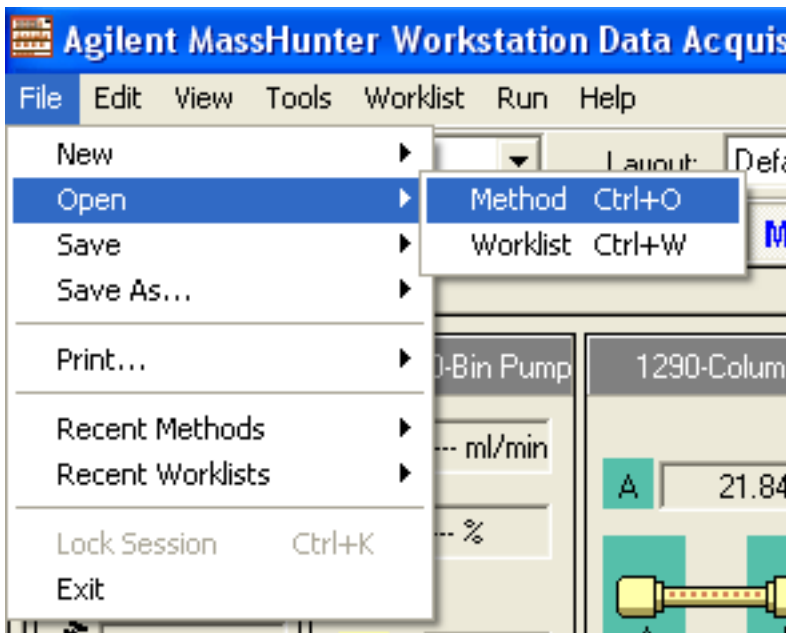 Agilent MassHunter Workstation Data Acquis
File Edit View Tools Worklist Run Help
New
Layout: Defa
Open
Method Ctrl+O
Save
Worklist Ctrl+W
M
Save As...
Print...
-Bin Pump
1290-Colum
Recent Methods
--- ml/min
Recent Worklists
A 21.84
Lock Session Ctrl+K
--- %
Exit